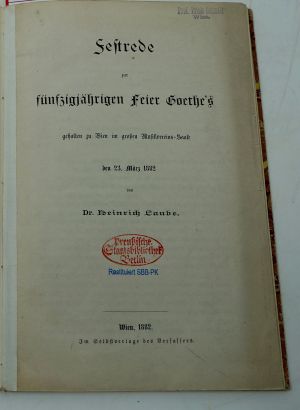 Festrede
zur
fünfzigjährigen Feier Goethe's
gehalten zu Wien im großen Musikvereins-Saale
den 23. März 1882
von
Dr. Heinrich Laube.
Preußische
Staatsbibliothek
Berlin
Restituiert SBB-PK
Wien, 1882.
Im Selbstverlage des Verfassers.